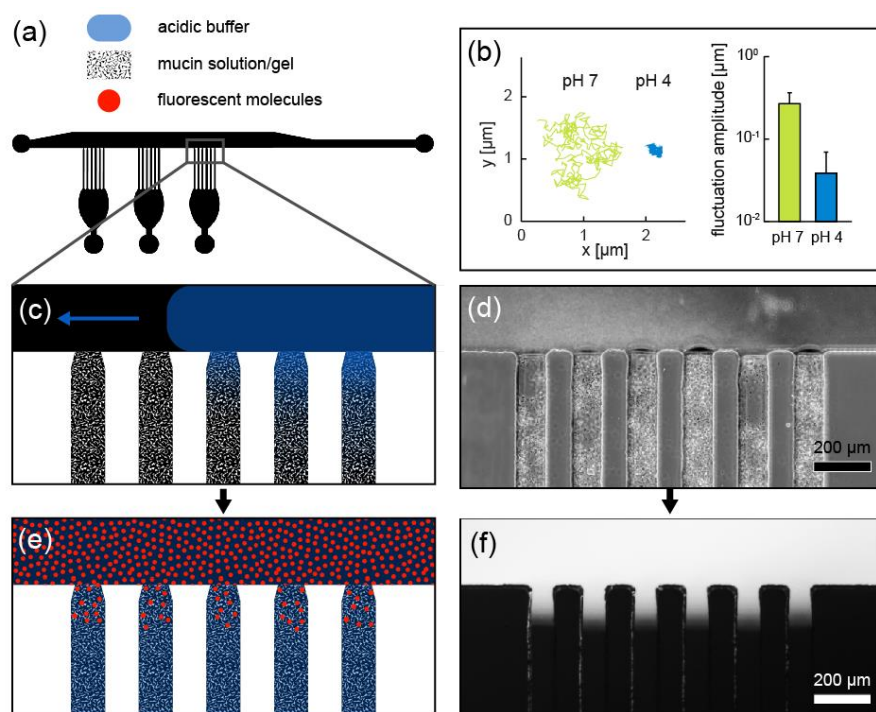 (a)
acidic buffer
mucin solution/gel
fluorescent molecules
(b)
pH 7
pH 4
2
1
0
y [µm]
0
1
2
x [µm]
10⁰
10⁻¹
10⁻²
fluctuation amplitude [µm]
pH 7
pH 4
(c)
(d)
200 µm
(e)
(f)
200 µm